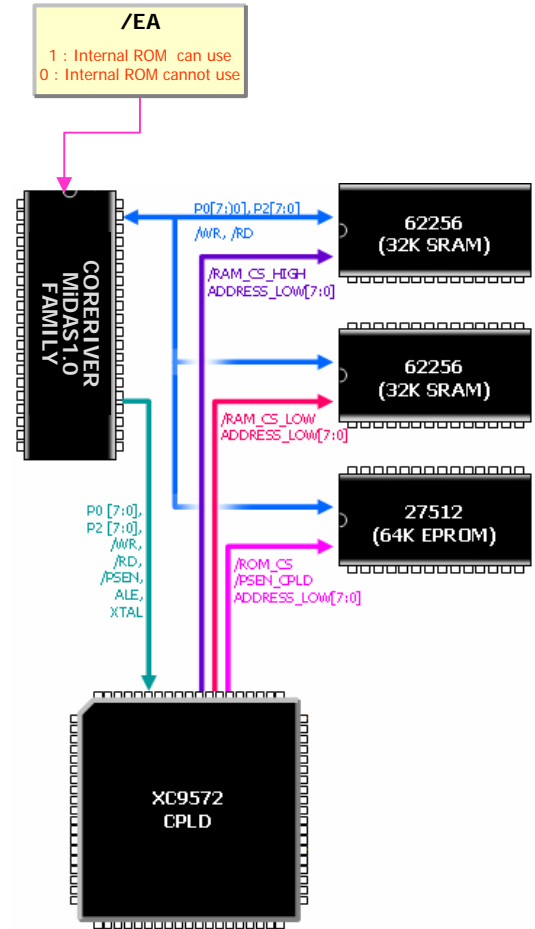 /EA
1 : Internal ROM can use
0 : Internal ROM cannot use
P0[7:)0], P2[7:0]
/WR, /RD
62256
(32K SRAM)
/RAM_CS_HIGH
ADDRESS_LOW[7:0]
CORERIVER
MiDAS1.0
FAMILY
62256
(32K SRAM)
/RAM_CS_LOW
ADDRESS_LOW[7:0]
P0 [7:0],
P2 [7:0],
/WR,
/RD,
/PSEN,
ALE,
XTAL
27512
(64K EPROM)
/ROM_CS
/PSEN_CPLD
ADDRESS_LOW[7:0]
XC9572
CPLD